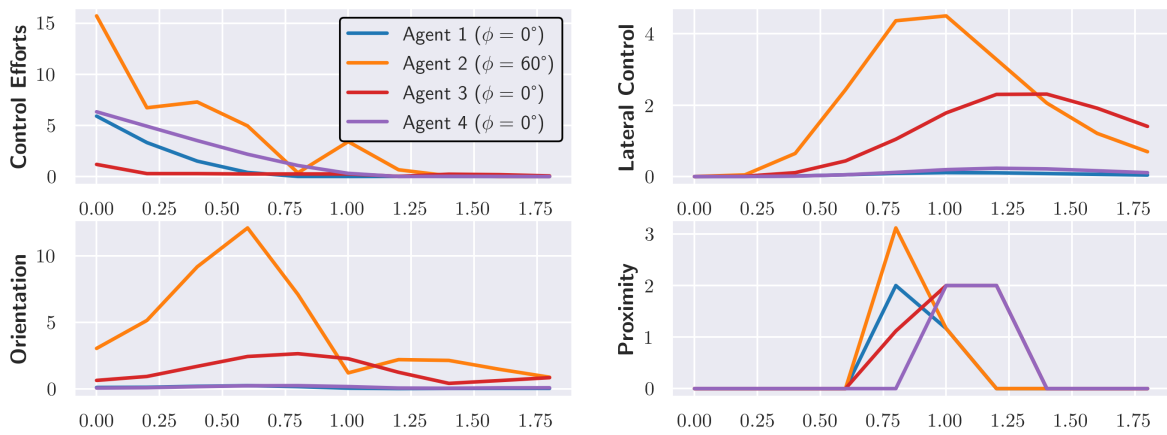 Control Efforts
15
10
5
0
Agent 1 (ϕ = 0°)
Agent 2 (ϕ = 60°)
Agent 3 (ϕ = 0°)
Agent 4 (ϕ = 0°)
0.00 0.25 0.50 0.75 1.00 1.25 1.50 1.75
Lateral Control
4
2
0
0.00 0.25 0.50 0.75 1.00 1.25 1.50 1.75
Orientation
10
5
0
0.00 0.25 0.50 0.75 1.00 1.25 1.50 1.75
Proximity
3
2
1
0
0.00 0.25 0.50 0.75 1.00 1.25 1.50 1.75